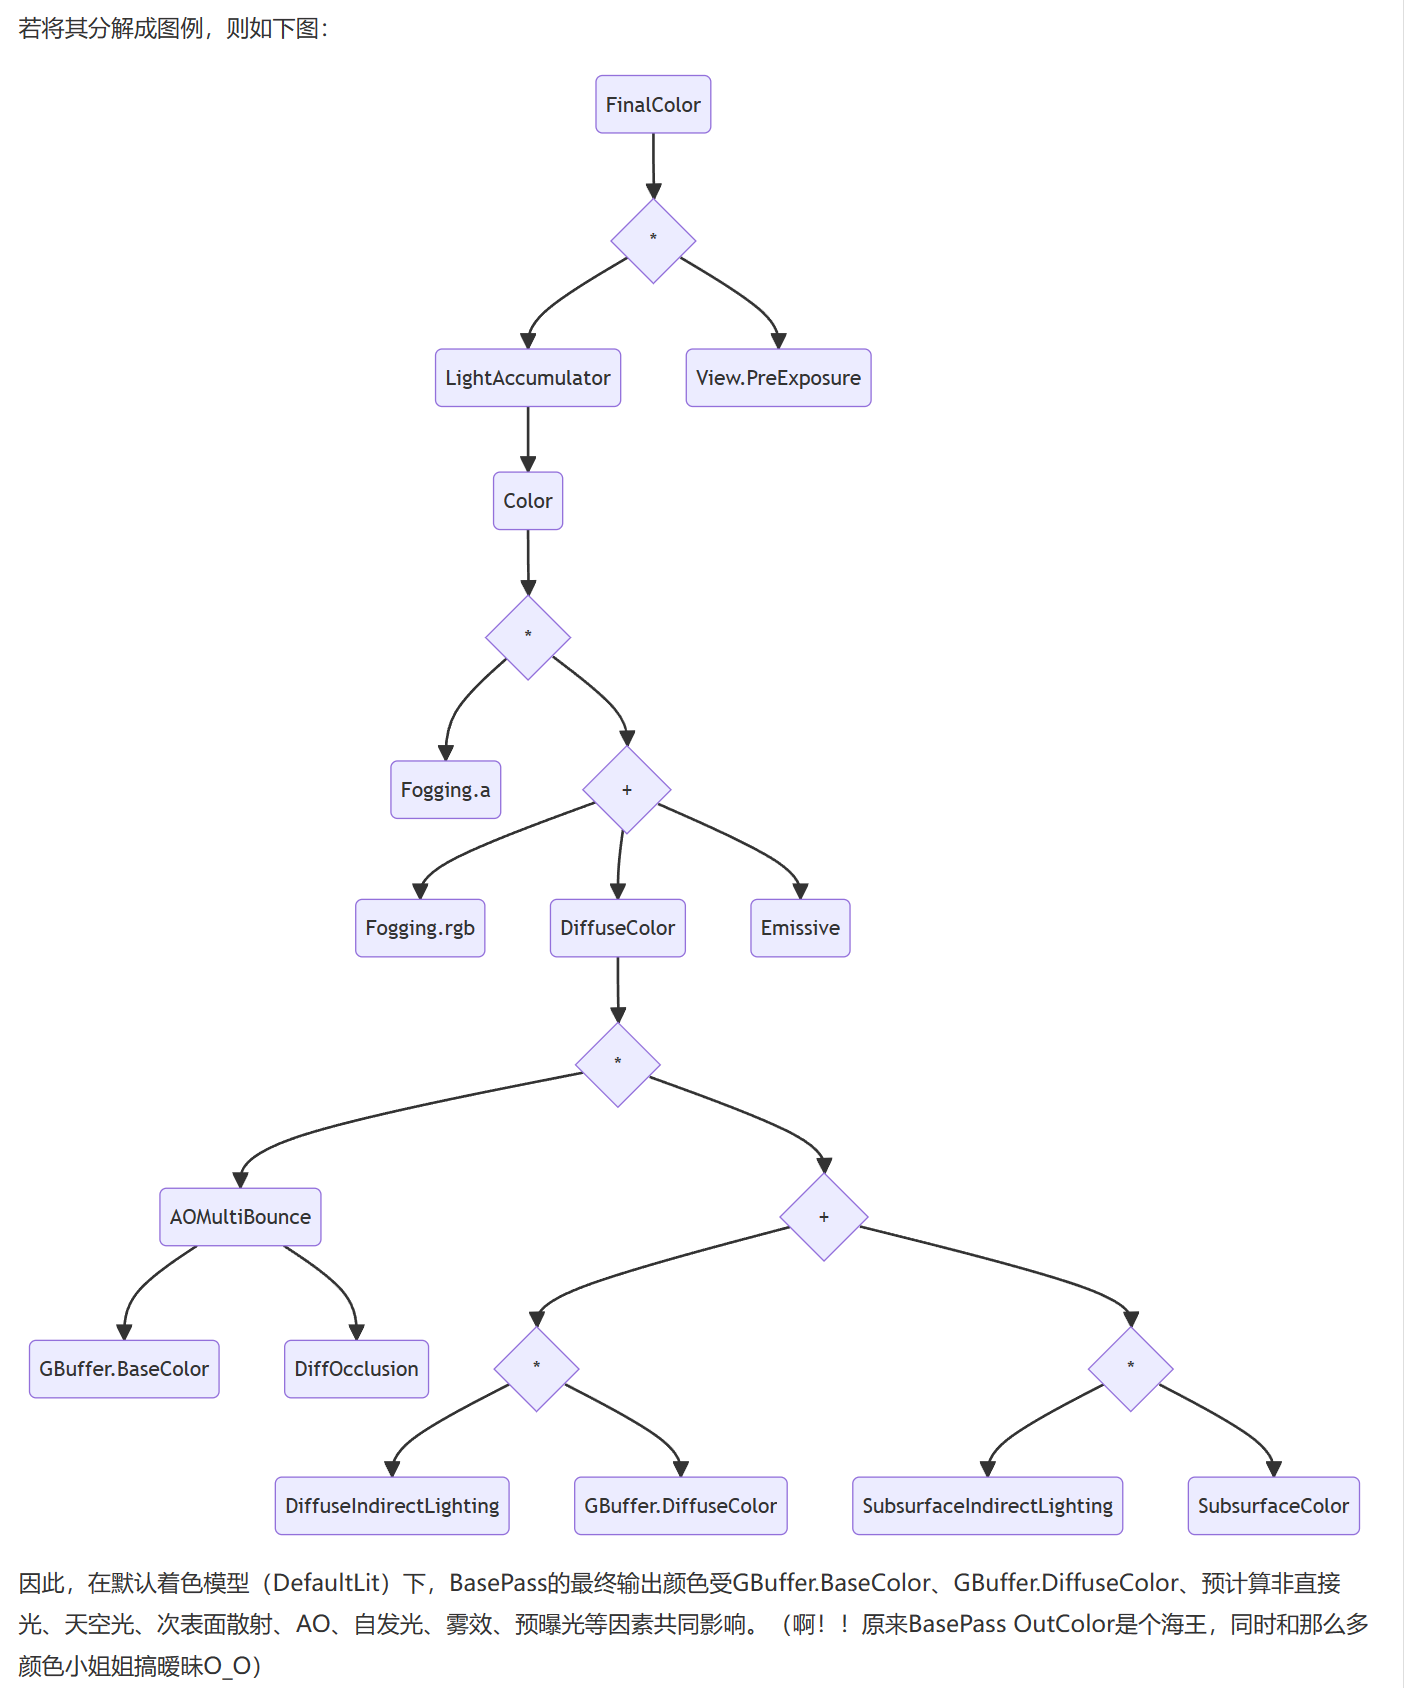 若将其分解成图例，则如下图：
FinalColor
*
LightAccumulator
View.PreExposure
Color
*
Fogging.a
+
Fogging.rgb
DiffuseColor
Emissive
*
AOMultiBounce
+
GBuffer.BaseColor
DiffOcclusion
*
*
DiffuseIndirectLighting
GBuffer.DiffuseColor
SubsurfaceIndirectLighting
SubsurfaceColor
因此，在默认着色模型（DefaultLit）下，BasePass的最终输出颜色受GBuffer.BaseColor、GBuffer.DiffuseColor、预计算非直接
光、天空光、次表面散射、AO、自发光、雾效、预曝光等因素共同影响。（啊！！原来BasePass OutColor是个海王，同时和那么多
颜色小姐姐搞暧昧O_O）